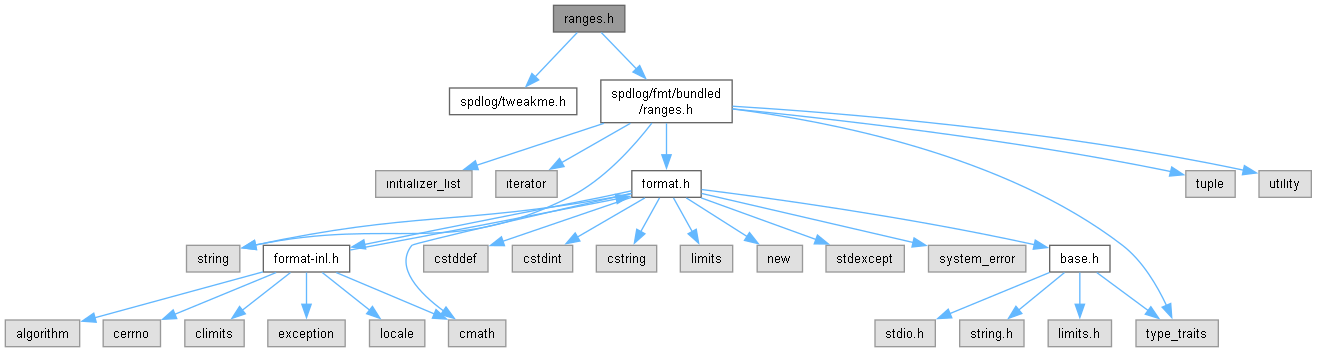 ranges.h
spdlog/tweakme.h
spdlog/fmt/bundled
/ranges.h
initializer_list
iterator
format.h
tuple
utility
string
format-inl.h
cstddef
cstdint
cstring
limits
new
stdexcept
system_error
base.h
algorithm
cerrno
climits
exception
locale
cmath
stdio.h
string.h
limits.h
type_traits